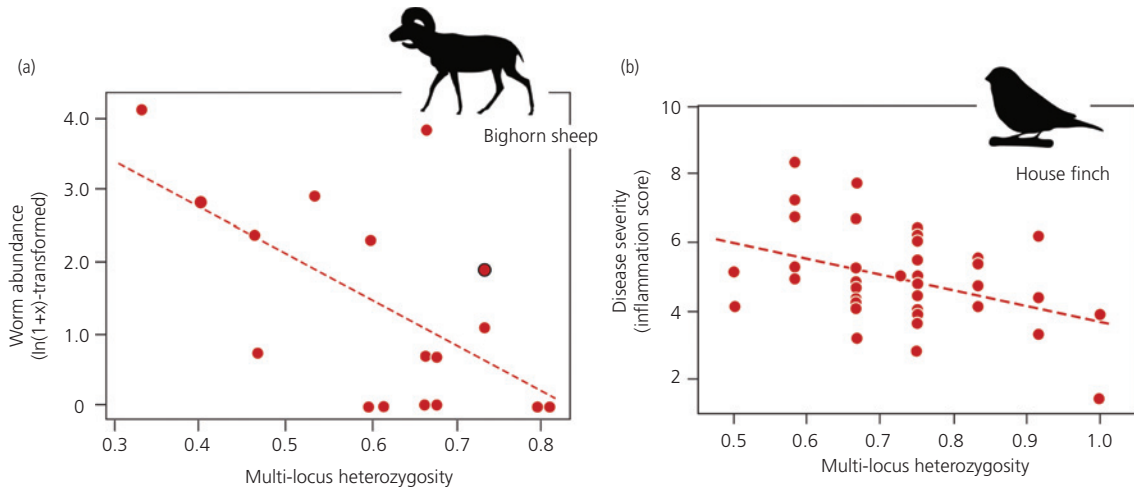 (a)
Bighorn sheep
Worm abundance
(ln(1+x)-transformed)
4.0
3.0
2.0
1.0
0
0.3 0.4 0.5 0.6 0.7 0.8
Multi-locus heterozygosity
(b)
House finch
Disease severity
(inflammation score)
10
8
6
4
2
0.5 0.6 0.7 0.8 0.9 1.0
Multi-locus heterozygosity